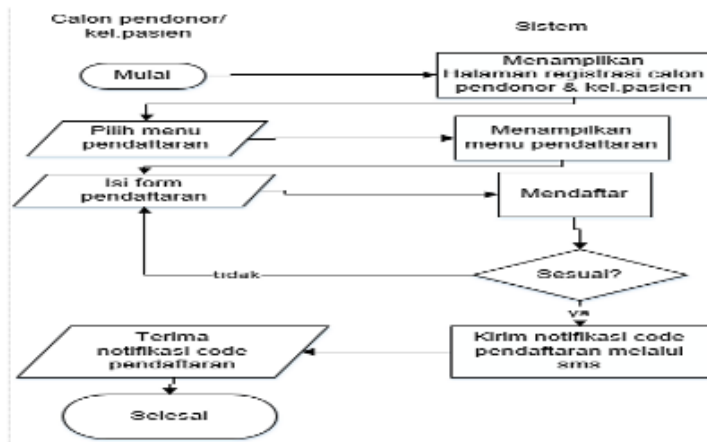 Calon pendonor/
kel.pasien
Sistem
Mulai
Menampilkan
Halaman registrasi calon
pendonor & kel.pasien
Pilih menu
pendaftaran
Menampilkan
menu pendaftaran
Isi form
pendaftaran
Mendaftar
Sesuai?
tidak
ya
Terima
notifikasi code
pendaftaran
Kirim notifikasi code
pendaftaran melalui
sms
Selesai